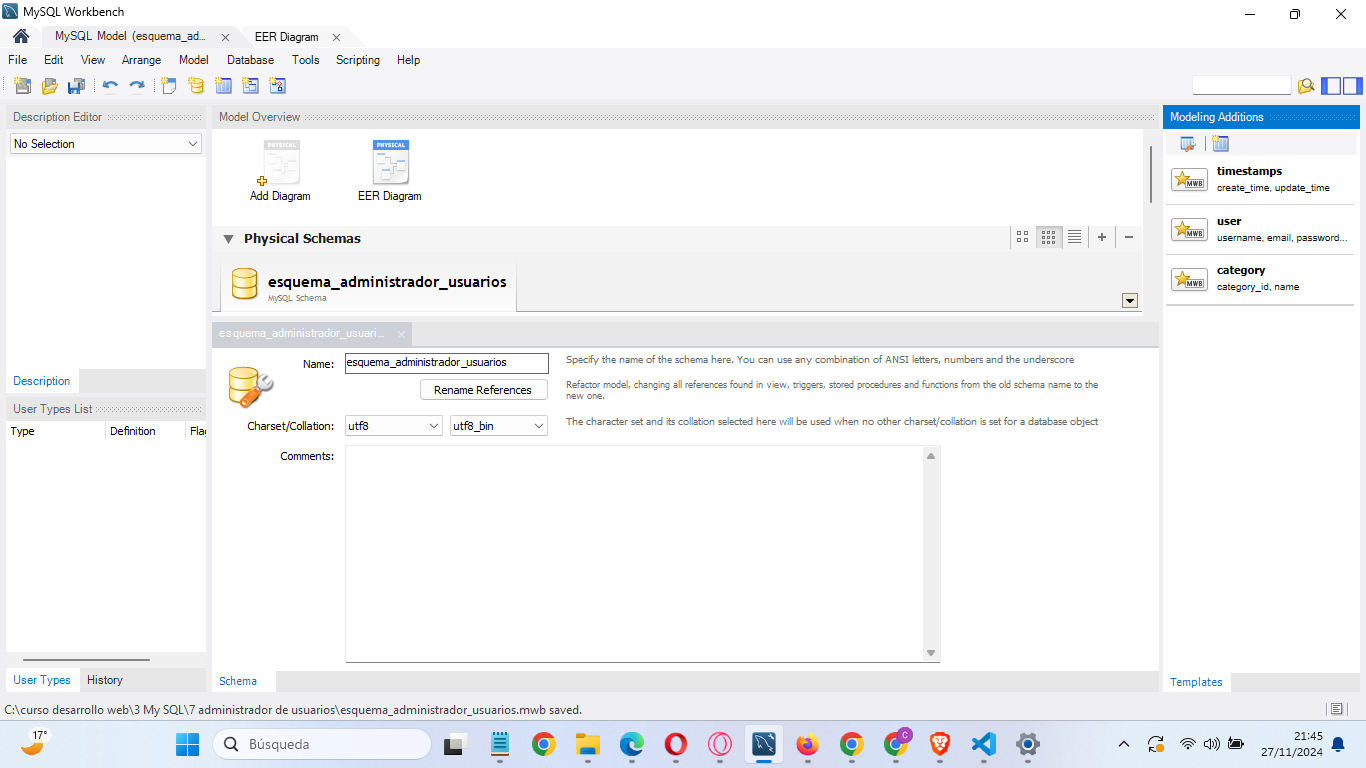 MySQL Workbench
MySQL Model (esquema_ad...
EER Diagram
File Edit View Arrange Model Database Tools Scripting Help
Description Editor
No Selection
Description
User Types List
Type Definition Flag
User Types History
Model Overview
PHYSICAL
Add Diagram
PHYSICAL
EER Diagram
Physical Schemas
esquema_administrador_usuarios
MySQL Schema
esquema_administrador_usuari...
Name: esquema_administrador_usuarios
Specify the name of the schema here. You can use any combination of ANSI letters, numbers and the underscore
Rename References
Refactor model, changing all references found in view, triggers, stored procedures and functions from the old schema name to the
new one.
Charset/Collation: utf8 utf8_bin
The character set and its collation selected here will be used when no other charset/collation is set for a database object
Comments:
Schema
Modeling Additions
MWB
timestamps
create_time, update_time
MWB
user
username, email, password...
MWB
category
category_id, name
Templates
C:\curso desarrollo web\3 My SQL\7 administrador de usuarios\esquema_administrador_usuarios.mwb saved.
17°
Búsqueda
C
21:45
27/11/2024